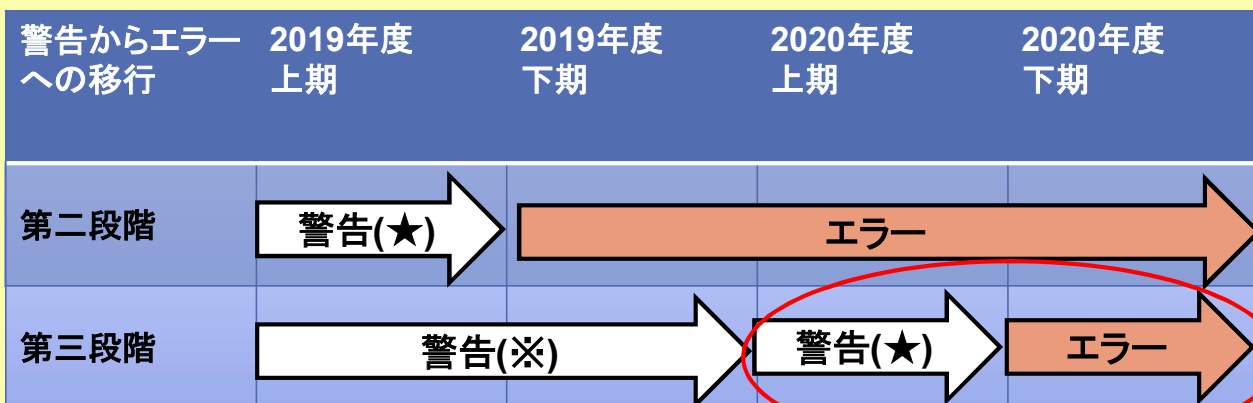 警告からエラー
への移行
2019年度
上期
2019年度
下期
2020年度
上期
2020年度
下期
第二段階
警告(★)
エラー
第三段階
警告(※)
警告(★)
エラー